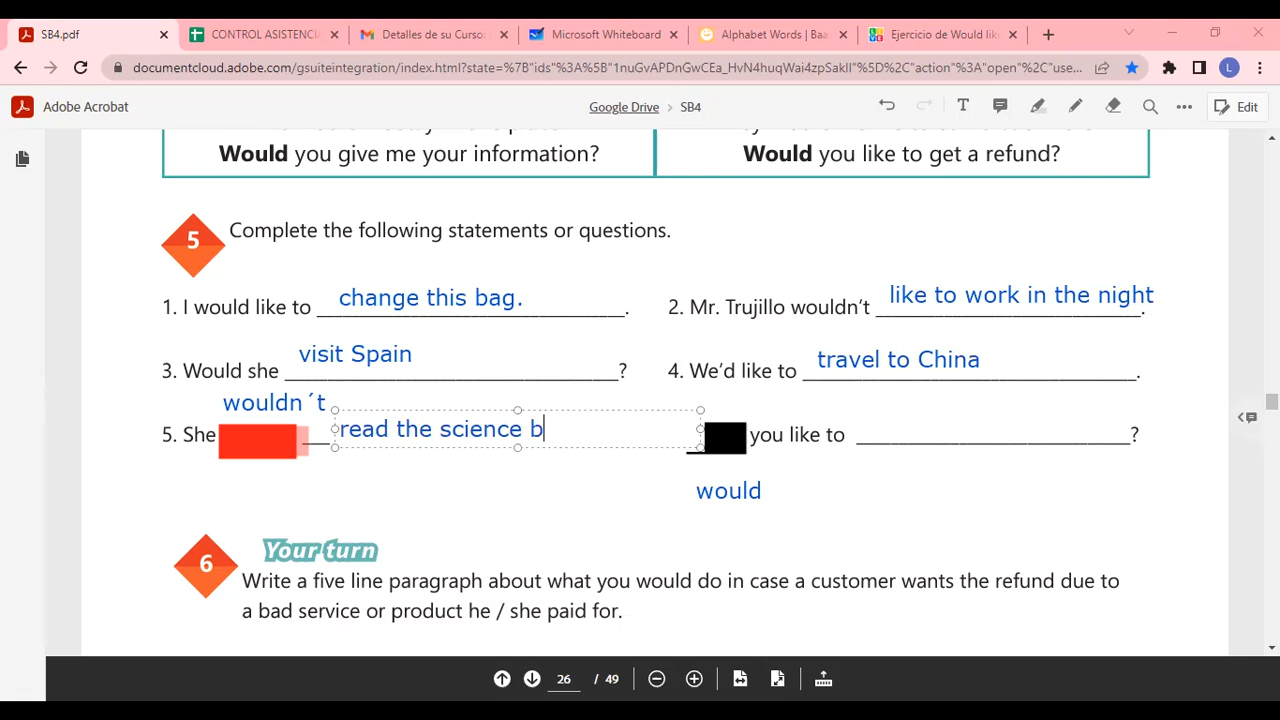 SB4.pdf
CONTROL ASISTENCI
Detalles de su Curso:
Microsoft Whiteboard
Alphabet Words | Baa
Ejercicio de Would lik
documentcloud.adobe.com/gsuiteintegration/index.html?state=%7B"ids"%3A%5B"1nuGvAPDnGwCEa_HvN4huqWai4zpSakIl"%5D%2C"action"%3A"open"%2C"use...
L
Adobe Acrobat
Google Drive > SB4
Edit
Would you give me your information?
Would you like to get a refund?
5 Complete the following statements or questions.
1. I would like to change this bag.
2. Mr. Trujillo wouldn't like to work in the night.
3. Would she visit Spain?
4. We'd like to travel to China.
wouldn´t
5. She read the science b
you like to ?
would
Your turn
6 Write a five line paragraph about what you would do in case a customer wants the refund due to
a bad service or product he / she paid for.
26 / 49